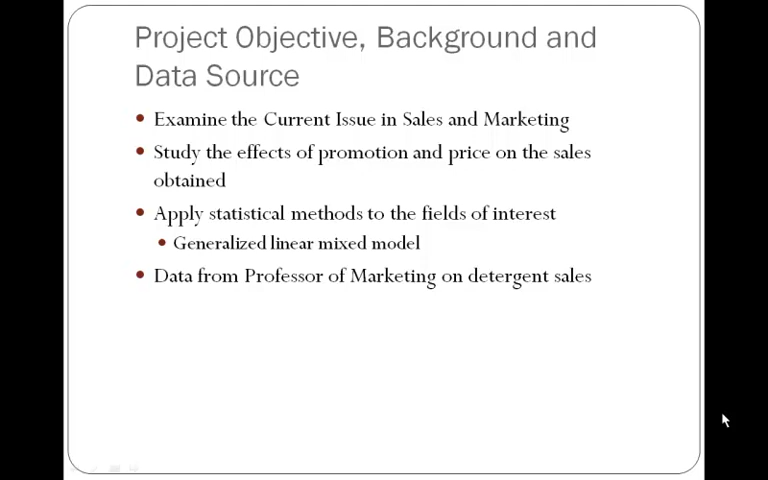 Project Objective, Background and
Data Source
• Examine the Current Issue in Sales and Marketing
• Study the effects of promotion and price on the sales
obtained
• Apply statistical methods to the fields of interest
• Generalized linear mixed model
• Data from Professor of Marketing on detergent sales